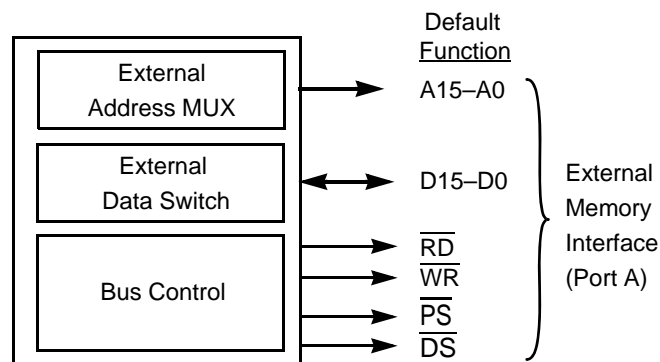 Default
Function
External
Address MUX
A15–A0
External
Data Switch
D15–D0
Bus Control
RD
WR
PS
DS
External
Memory
Interface
(Port A)